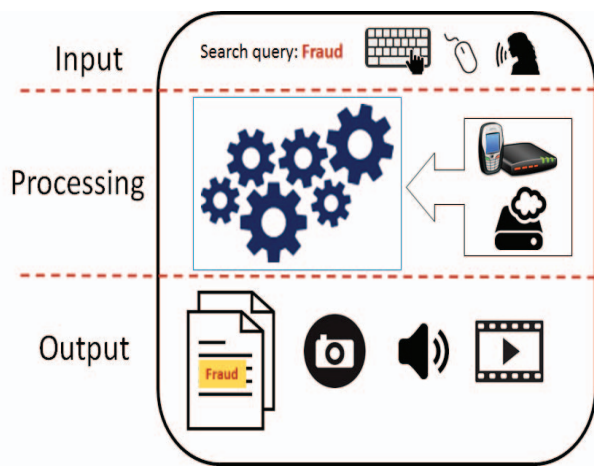 Input
Search query: Fraud
Processing
Output
Fraud